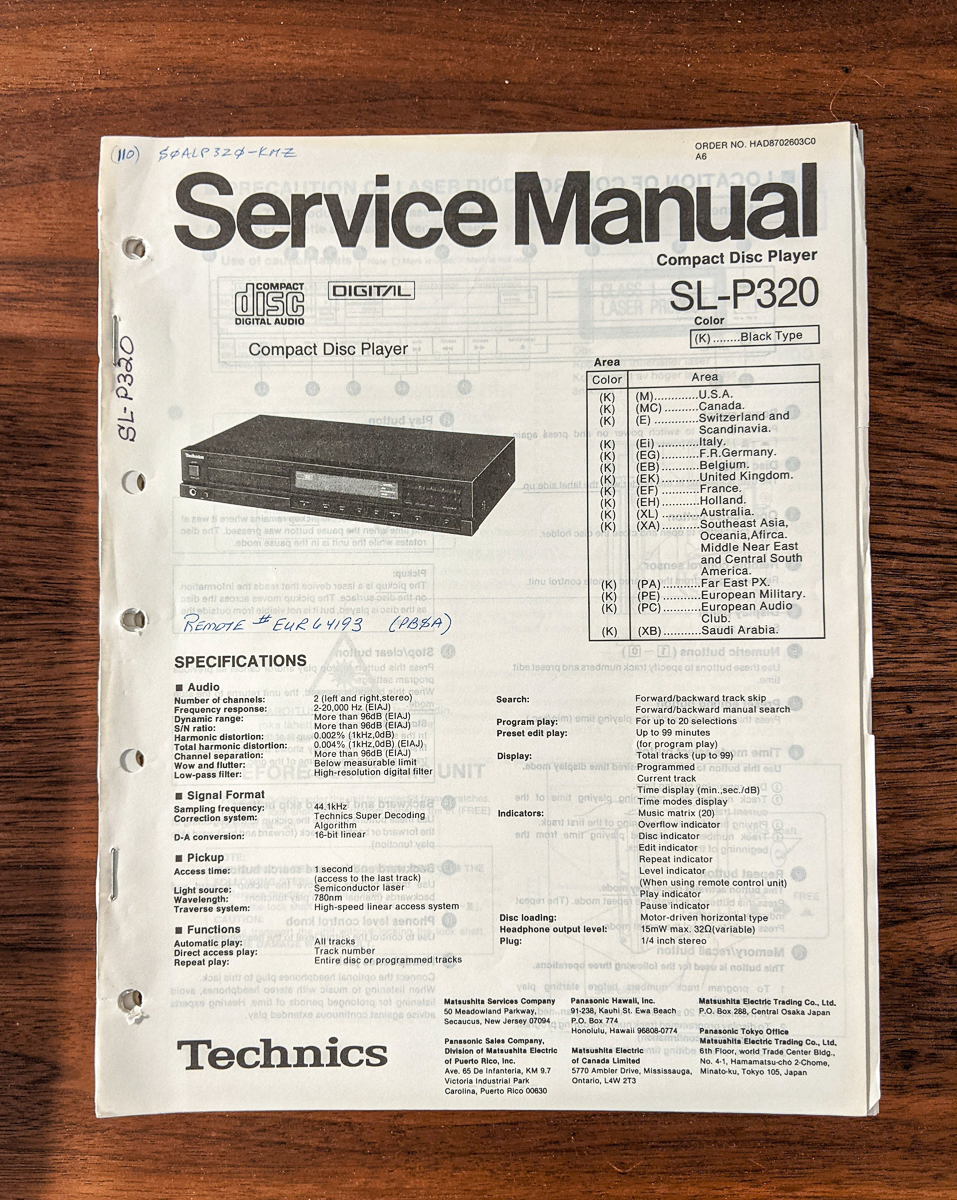 (110) $ØALP32Ø-KMZ
ORDER NO. HAD8702603C0
A6
Service Manual
Compact Disc Player
COMPACT
disc
DIGITAL AUDIO
DIGITAL
SL-P320
Color
(K)........Black Type
Compact Disc Player
SL-P320
Area
Color Area
(K) (M).............U.S.A.
(K) (MC)..........Canada.
(K) (E) ............Switzerland and
Scandinavia.
(K) (Ei) ...........Italy.
(K) (EG)...........F.R.Germany.
(K) (EB)...........Belgium.
(K) (EK)...........United Kingdom.
(K) (EF) ..........France.
(K) (EH)...........Holland.
(K) (XL)...........Australia.
(K) (XA)...........Southeast Asia,
Oceania,Afirca.
Middle Near East
and Central South
America.
(K) (PA)...........Far East PX.
(K) (PE)...........European Military.
(K) (PC)...........European Audio
Club.
(K) (XB)...........Saudi Arabia.
Technics
REMOTE # EUR64193 (PB$A)
SPECIFICATIONS
■ Audio
Number of channels: 2 (left and right,stereo)
Frequency response: 2-20,000 Hz (EIAJ)
Dynamic range: More than 96dB (EIAJ)
S/N ratio: More than 96dB (EIAJ)
Harmonic distortion: 0.002% (1kHz,0dB)
Total harmonic distortion: 0.004% (1kHz,0dB) (EIAJ)
Channel separation: More than 96dB (EIAJ)
Wow and flutter: Below measurable limit
Low-pass filter: High-resolution digital filter
■ Signal Format
Sampling frequency: 44.1kHz
Correction system: Technics Super Decoding
Algorithm
D-A conversion: 16-bit linear
■ Pickup
Access time: 1 second
(access to the last track)
Light source: Semiconductor laser
Wavelength: 780nm
Traverse system: High-speed linear access system
■ Functions
Automatic play: All tracks
Direct access play: Track number
Repeat play: Entire disc or programmed tracks
Search: Forward/backward track skip
Forward/backward manual search
Program play: For up to 20 selections
Preset edit play: Up to 99 minutes
(for program play)
Display: Total tracks (up to 99)
Programmed
Current track
Time display (min.,sec./dB)
Time modes display
Indicators: Music matrix (20)
Overflow indicator
Disc indicator
Edit indicator
Repeat indicator
Level indicator
(When using remote control unit)
Play indicator
Pause indicator
Disc loading: Motor-driven horizontal type
Headphone output level: 15mW max. 32Ω(variable)
Plug: 1/4 inch stereo
Technics
Matsushita Services Company
50 Meadowland Parkway,
Secaucus, New Jersey 07094
Panasonic Sales Company,
Division of Matsushita Electric
of Puerto Rico, Inc.
Ave. 65 De Infanteria, KM 9.7
Victoria Industrial Park
Carolina, Puerto Rico 00630
Panasonic Hawaii, Inc.
91-238, Kauhi St. Ewa Beach
P.O. Box 774
Honolulu, Hawaii 96808-0774
Matsushita Electric
of Canada Limited
5770 Ambler Drive, Mississauga,
Ontario, L4W 2T3
Matsushita Electric Trading Co., Ltd.
P.O. Box 288, Central Osaka Japan
Panasonic Tokyo Office
Matsushita Electric Trading Co., Ltd.
6th Floor, world Trade Center Bldg.,
No. 4-1, Hamamatsu-cho 2-Chome,
Minato-ku, Tokyo 105, Japan